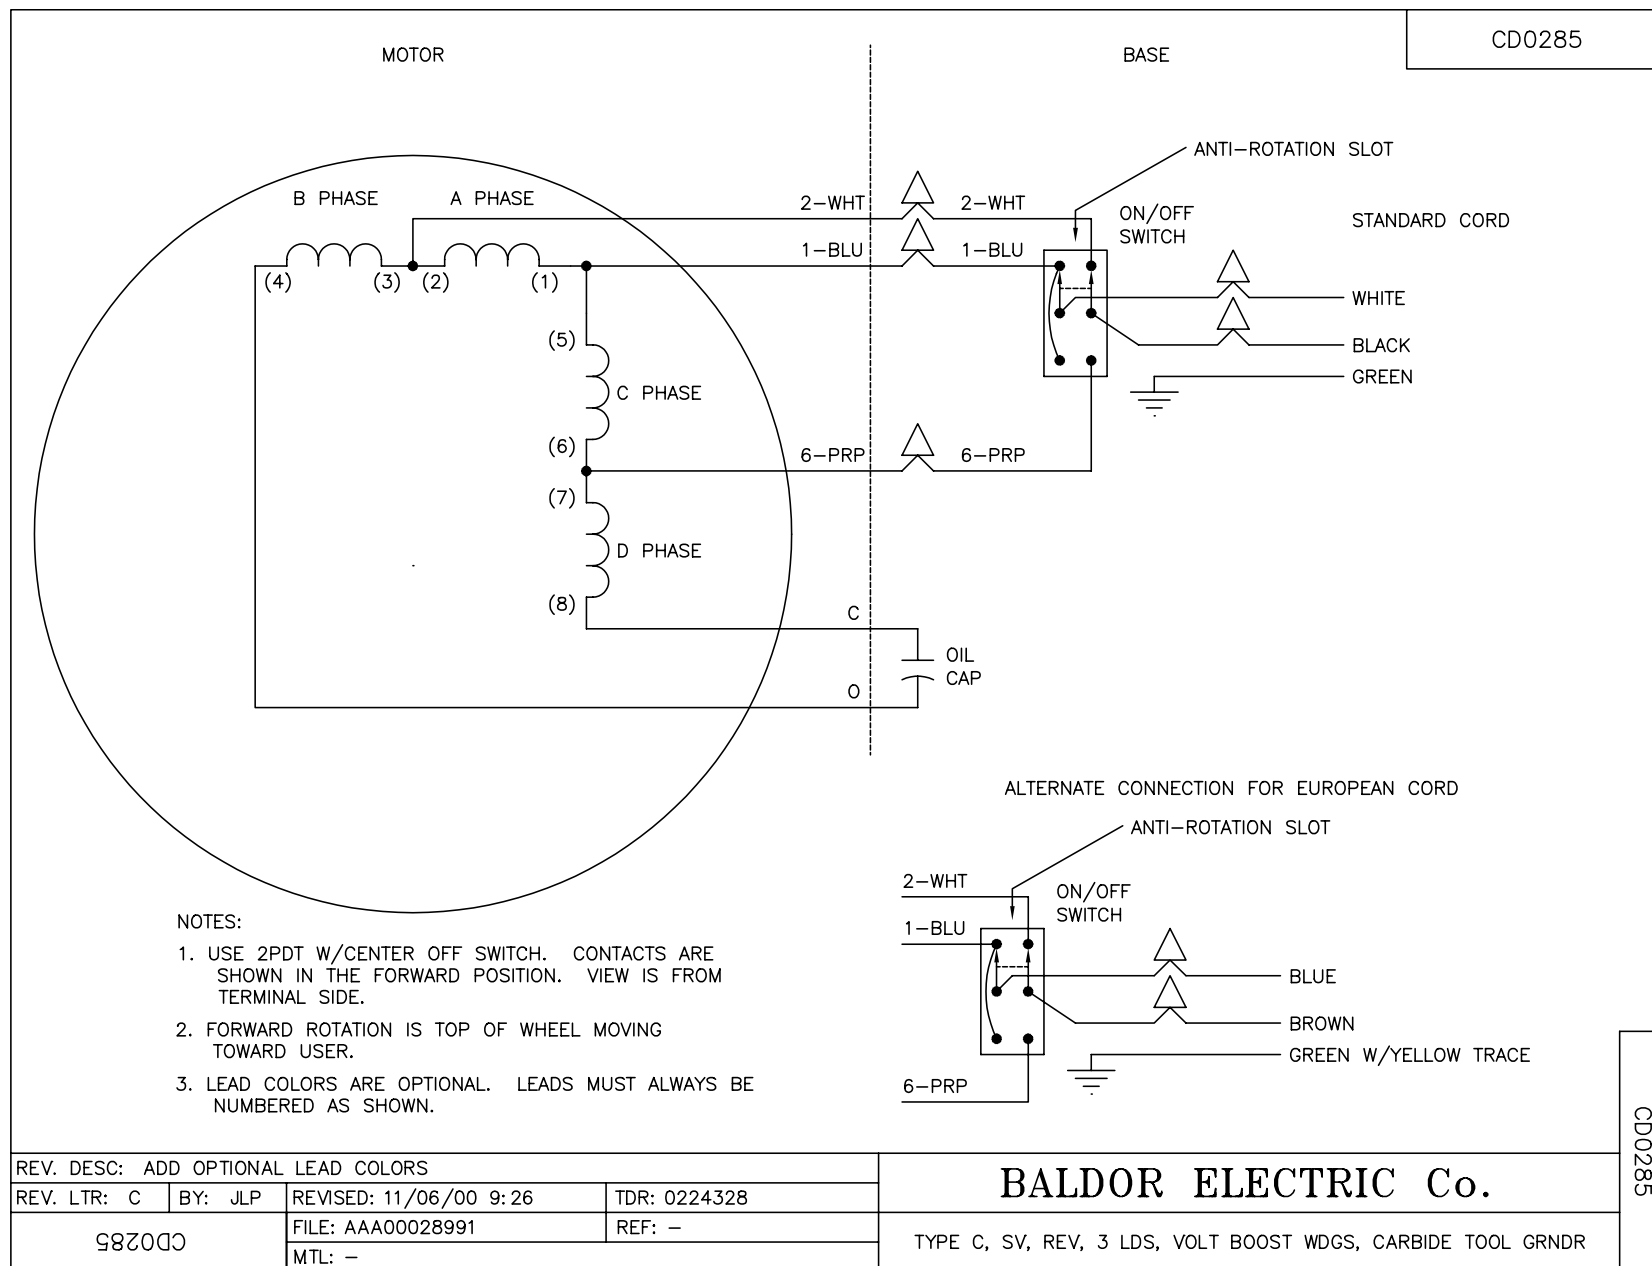 CD0285
MOTOR
BASE
ANTI-ROTATION SLOT
B PHASE
A PHASE
2-WHT
2-WHT
ON/OFF
SWITCH
STANDARD CORD
1-BLU
1-BLU
(4)
(3)
(2)
(1)
WHITE
(5)
BLACK
GREEN
C PHASE
(6)
6-PRP
6-PRP
(7)
D PHASE
(8)
C
OIL
CAP
O
ALTERNATE CONNECTION FOR EUROPEAN CORD
ANTI-ROTATION SLOT
2-WHT
ON/OFF
SWITCH
1-BLU
BLUE
BROWN
GREEN W/YELLOW TRACE
6-PRP
NOTES:
1. USE 2PDT W/CENTER OFF SWITCH. CONTACTS ARE
SHOWN IN THE FORWARD POSITION. VIEW IS FROM
TERMINAL SIDE.
2. FORWARD ROTATION IS TOP OF WHEEL MOVING
TOWARD USER.
3. LEAD COLORS ARE OPTIONAL. LEADS MUST ALWAYS BE
NUMBERED AS SHOWN.
CD0285
REV. DESC: ADD OPTIONAL LEAD COLORS
REV. LTR: C
BY: JLP
REVISED: 11/06/00 9:26
TDR: 0224328
BALDOR ELECTRIC Co.
CD0285
FILE: AAA00028991
REF: -
MTL: -
TYPE C, SV, REV, 3 LDS, VOLT BOOST WDGS, CARBIDE TOOL GRNDR